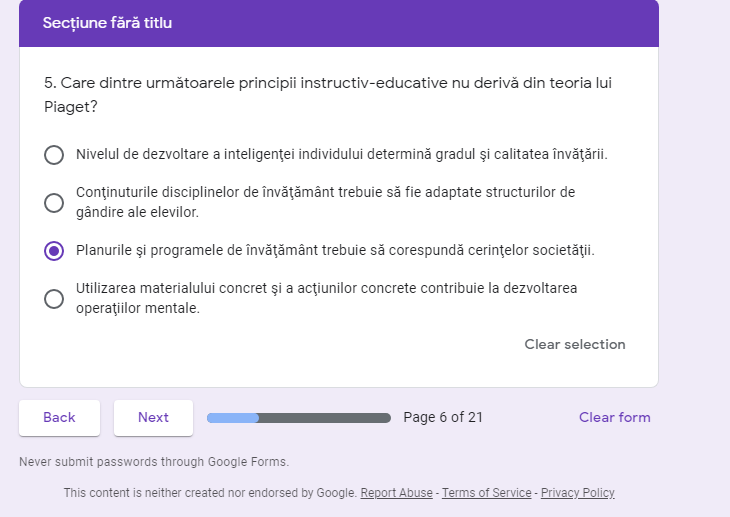 Secțiune fără titlu
5. Care dintre următoarele principii instructiv-educative nu derivă din teoria lui
Piaget?
Nivelul de dezvoltare a inteligenţei individului determină gradul şi calitatea învăţării.
Conţinuturile disciplinelor de învăţământ trebuie să fie adaptate structurilor de
gândire ale elevilor.
Planurile şi programele de învăţământ trebuie să corespundă cerinţelor societăţii.
Utilizarea materialului concret şi a acţiunilor concrete contribuie la dezvoltarea
operaţiilor mentale.
Clear selection
Back Next Page 6 of 21 Clear form
Never submit passwords through Google Forms.
This content is neither created nor endorsed by Google. Report Abuse - Terms of Service - Privacy Policy